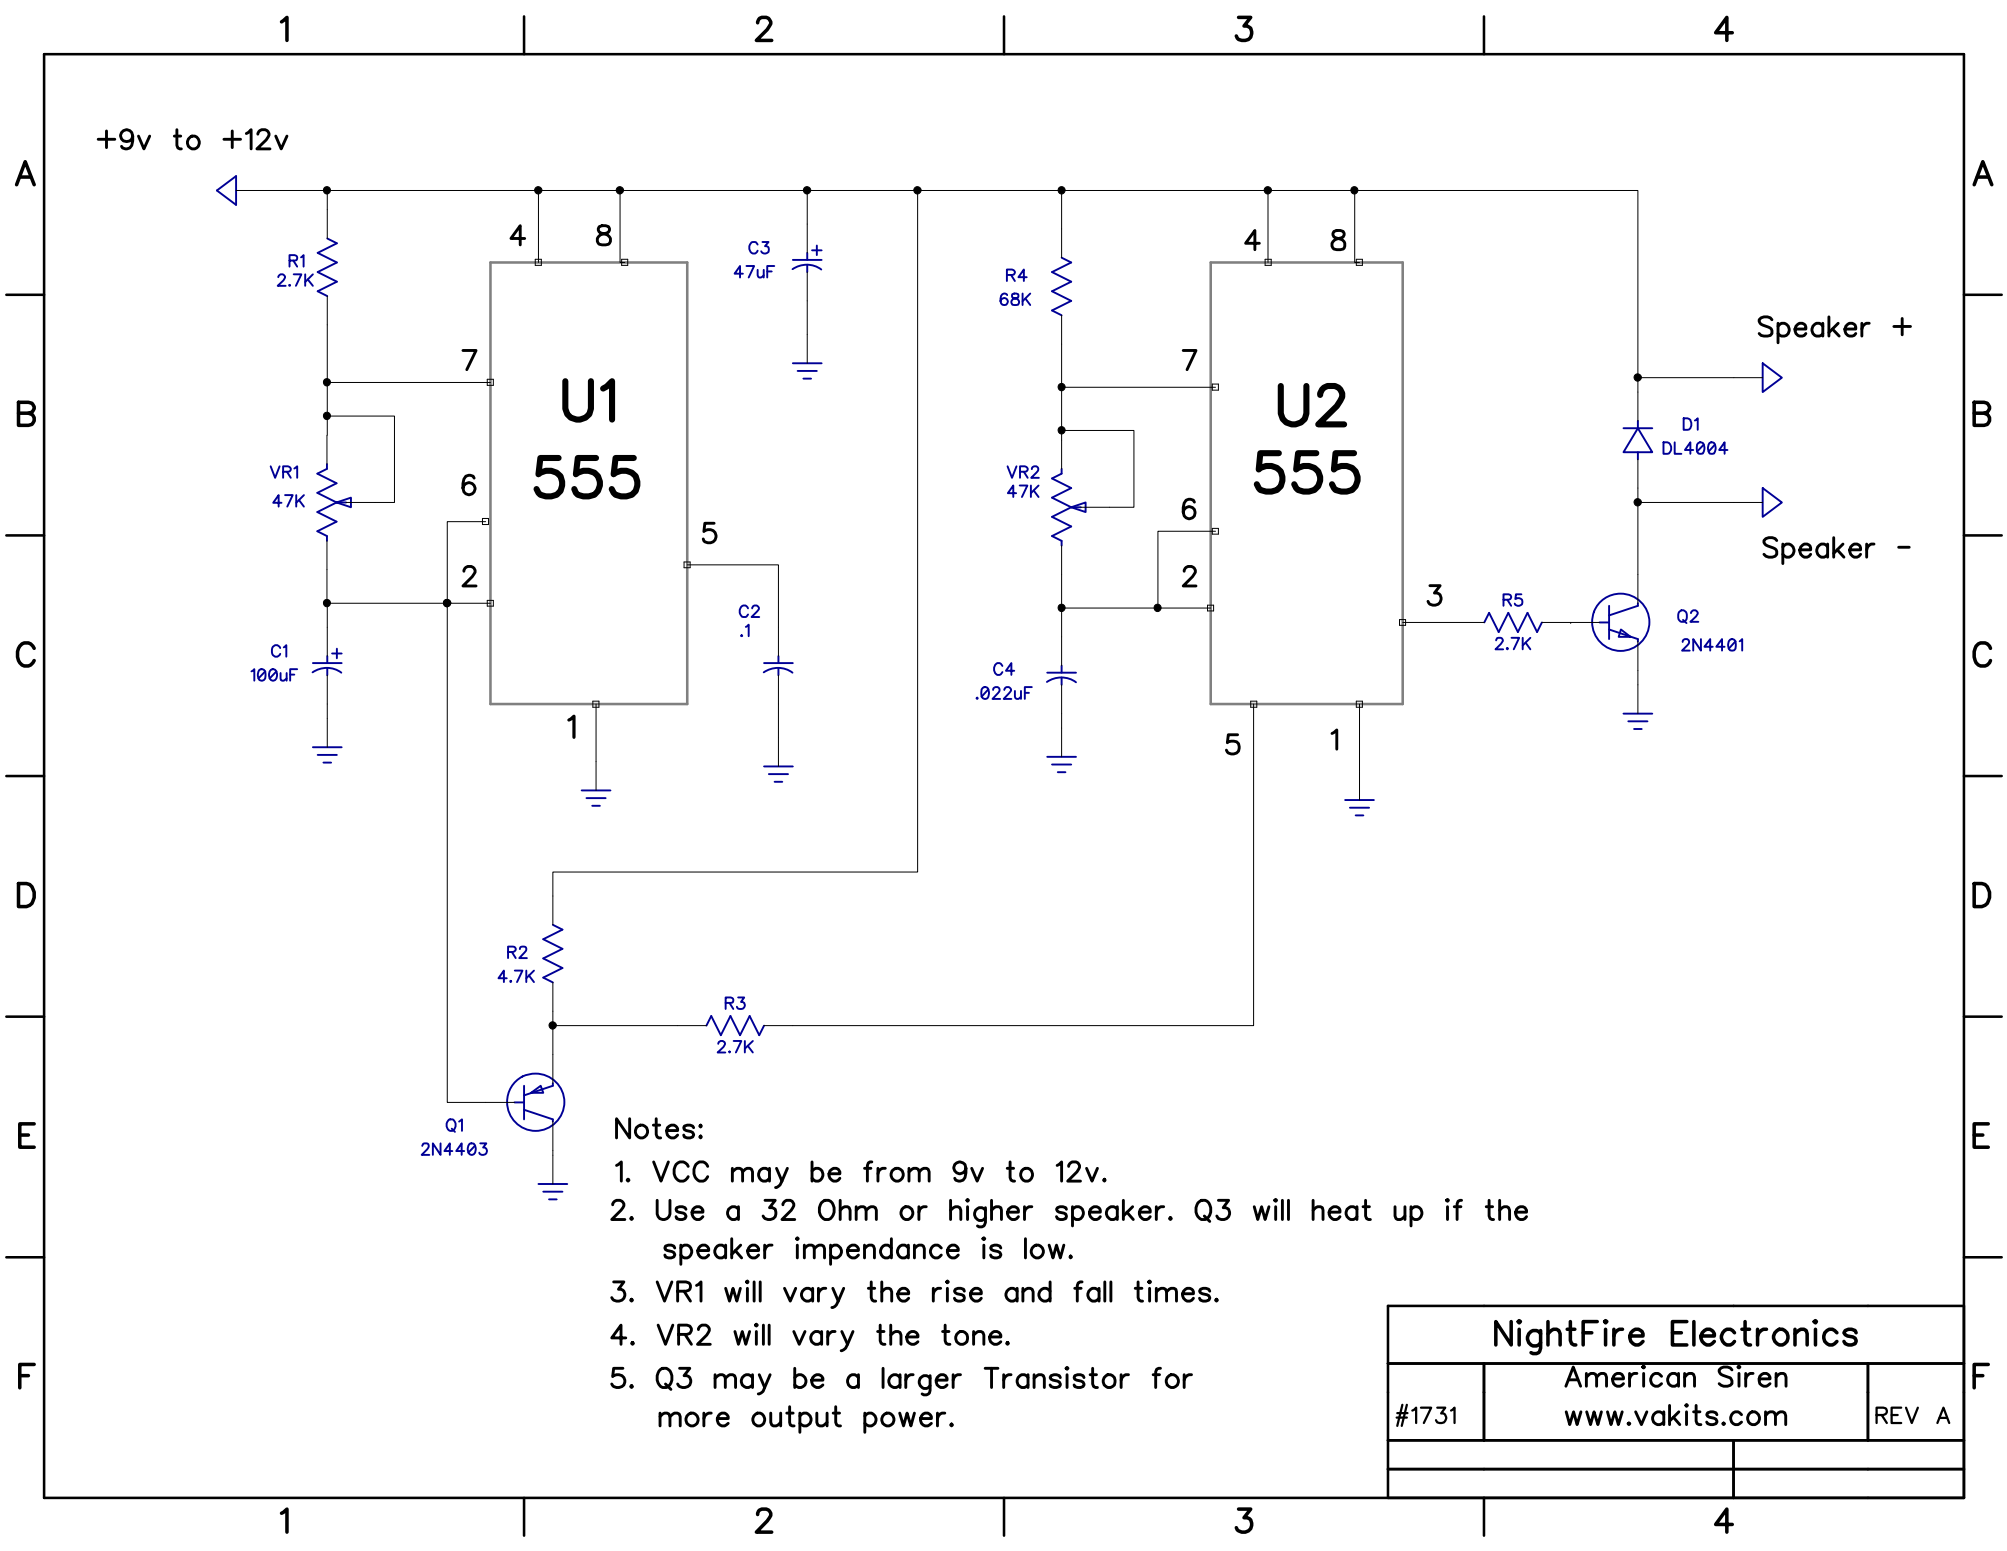 1 2 3 4
+9v to +12v
A A
4 8
C3
47uF
4 8
R1
2.7K
R4
68K
Speaker +
7
7
U1
555
U2
555
B B
D1
DL4004
VR1
47K
6
VR2
47K
6
5
Speaker -
2
2
3
C2
.1
R5
2.7K
Q2
2N4401
C C
C1
100uF
C4
.022uF
1
5
1
D D
R2
4.7K
R3
2.7K
Q1
2N4403
E E
Notes:
1. VCC may be from 9v to 12v.
2. Use a 32 Ohm or higher speaker. Q3 will heat up if the
speaker impendance is low.
3. VR1 will vary the rise and fall times.
4. VR2 will vary the tone.
5. Q3 may be a larger Transistor for
more output power.
F F
NightFire Electronics
American Siren
#1731
www.vakits.com
REV A
1 2 3 4